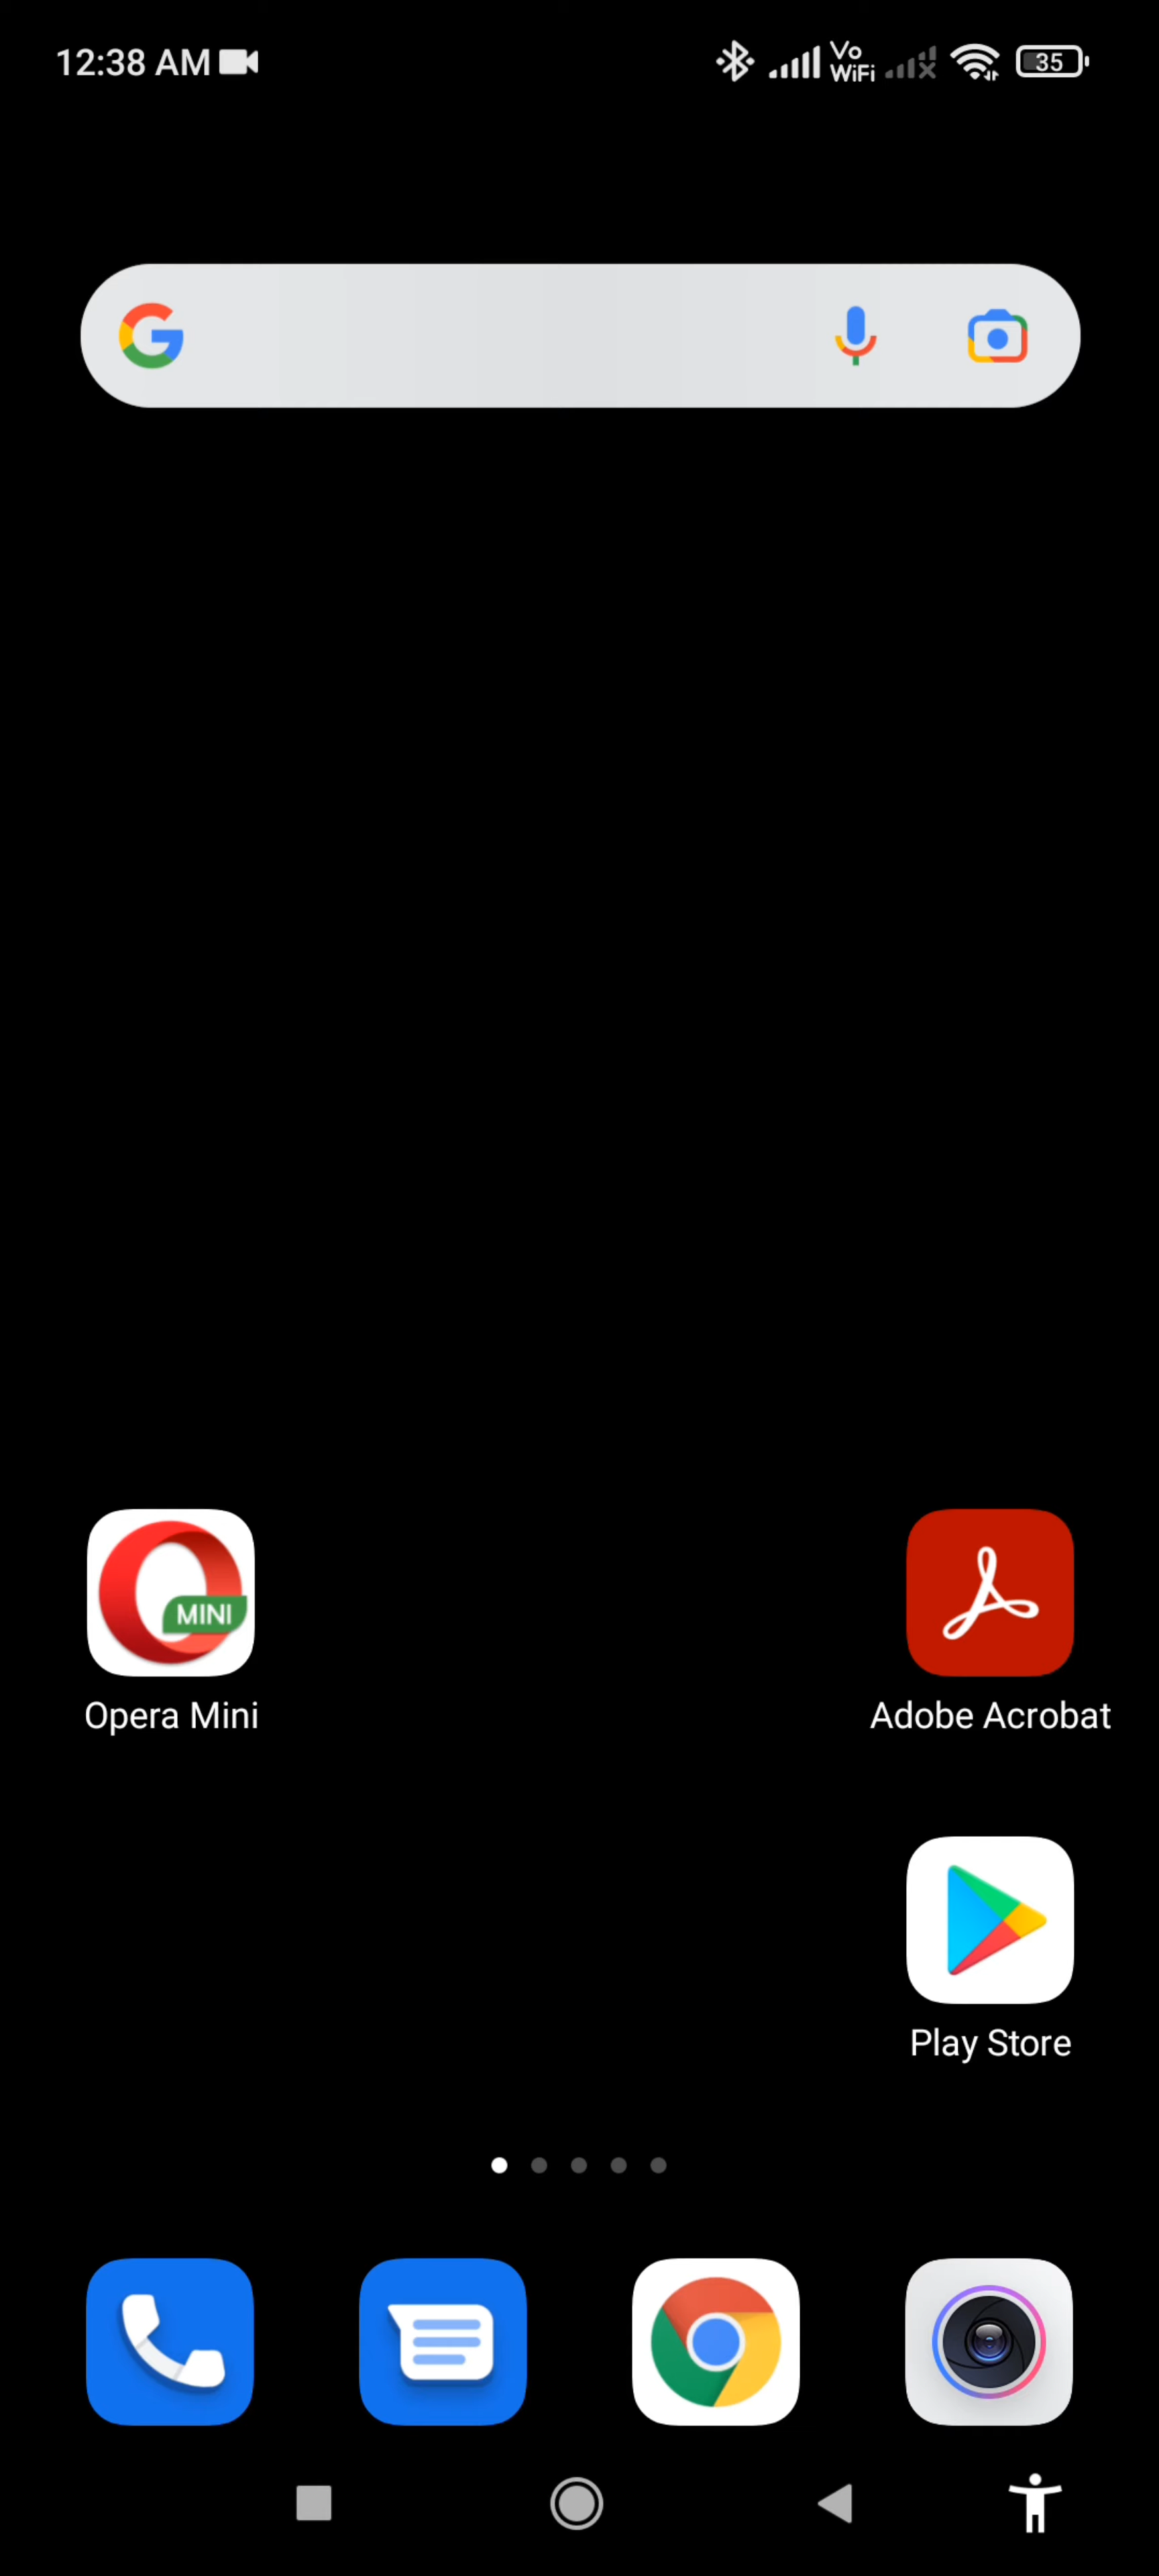 12:38 AM Vo WiFi 35
MINI
Opera Mini
Adobe Acrobat
Play Store